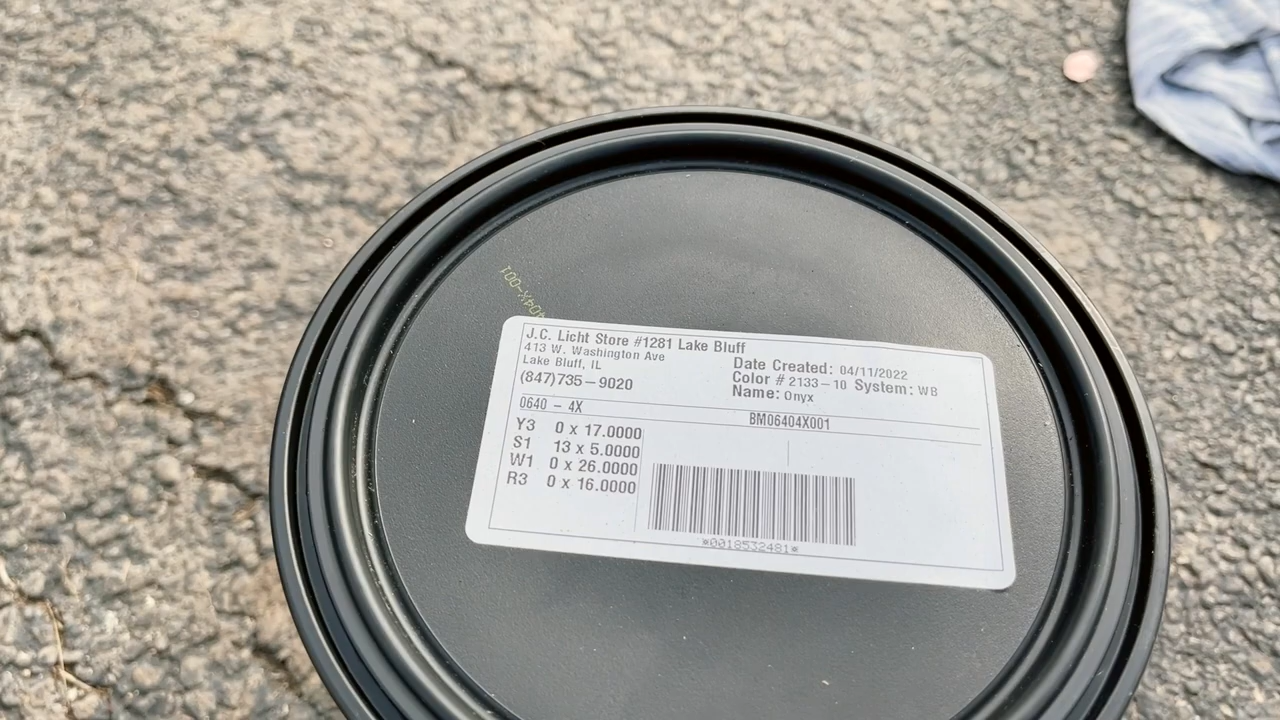 04X-001
J.C. Licht Store #1281 Lake Bluff
413 W. Washington Ave
Lake Bluff, IL
(847)735-9020
Date Created: 04/11/2022
Color # 2133-10 System: WB
Name: Onyx
0640 - 4X
BM06404X001
Y3 0 x 17.0000
S1 13 x 5.0000
W1 0 x 26.0000
R3 0 x 16.0000
*0018532481*